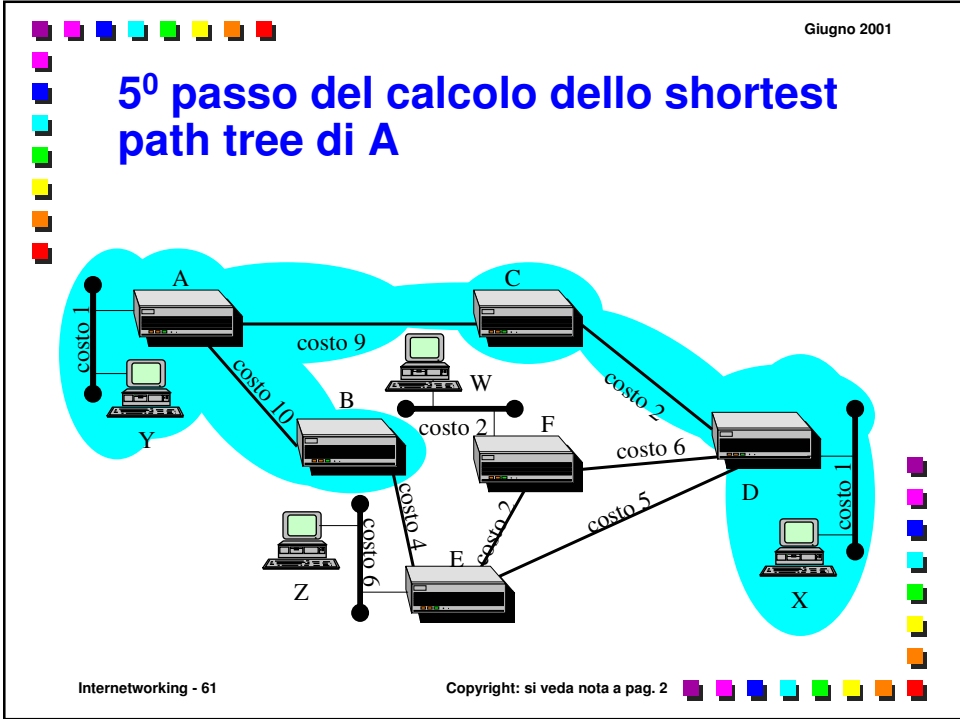 Giugno 2001
5⁰ passo del calcolo dello shortest
path tree di A
A
C
costo 1
costo 9
costo 10
W
costo 2
B
Y
costo 2
F
costo 6
D
costo 1
costo 4
costo 2
costo 5
costo 6
E
Z
X
Internetworking - 61
Copyright: si veda nota a pag. 2